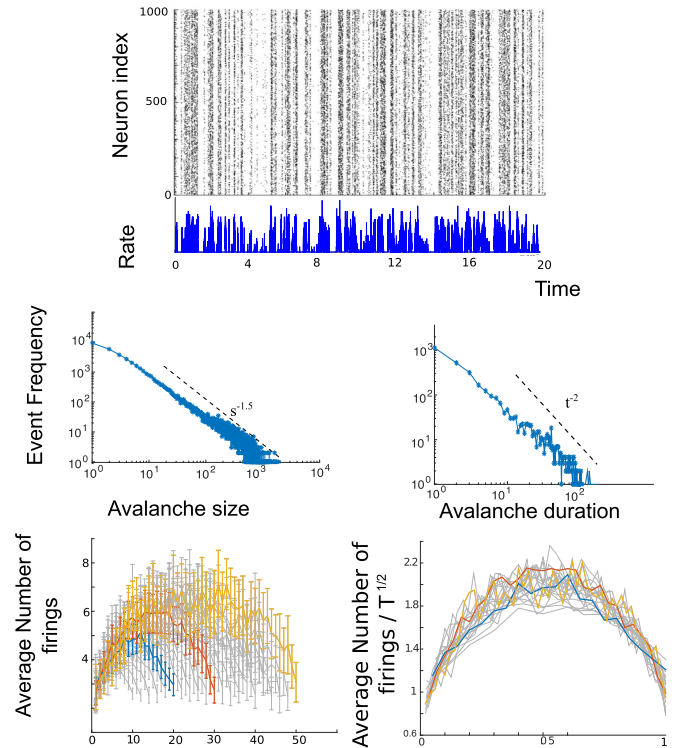 1000
Neuron index
500
0
Rate
0 4 8 12 16 20
Time
Event Frequency
10^4
10^3
10^2
10^1
10^0
s^-1.5
10^0 10^1 10^2 10^3 10^4
Avalanche size
10^3
10^2
10^1
10^0
t^-2
10^0 10^1 10^2
Avalanche duration
Average Number of
firings
8
6
4
0 10 20 30 40 50
Average Number of
firings / T^1/2
2.2
1.8
1.4
1
0.6
0 05 1